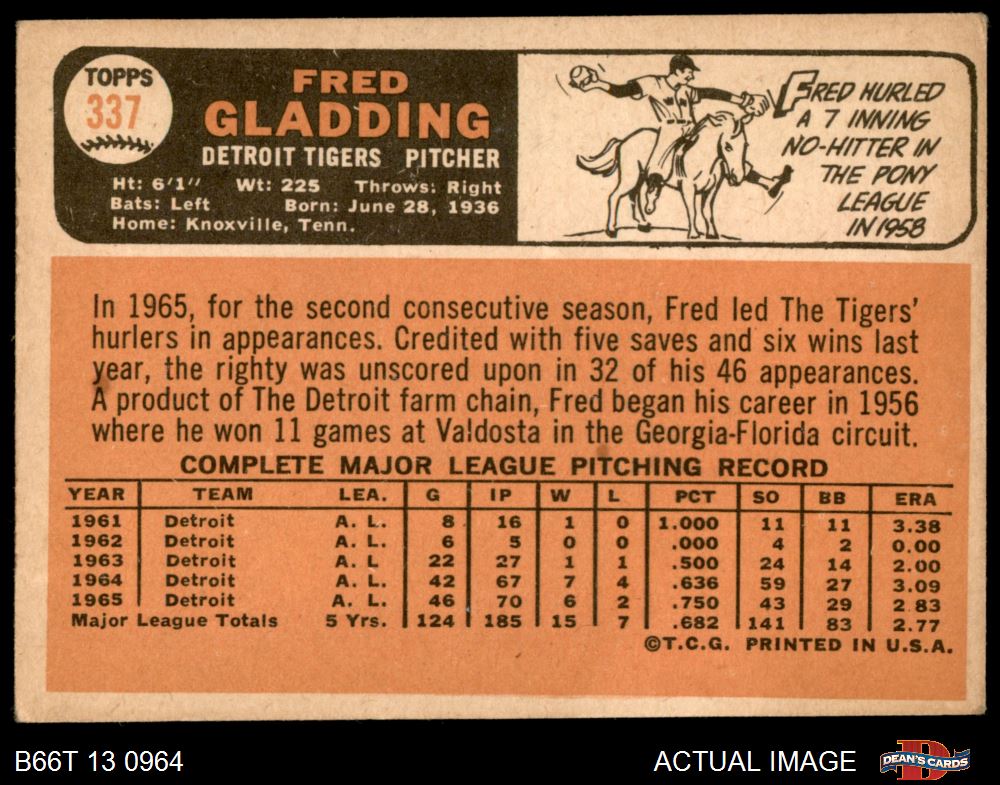 TOPPS
337
FRED
GLADDING
DETROIT TIGERS PITCHER
Ht: 6'1" Wt: 225 Throws: Right
Bats: Left Born: June 28, 1936
Home: Knoxville, Tenn.
FRED HURLED
A 7 INNING
NO-HITTER IN
THE PONY
LEAGUE
IN 1958
In 1965, for the second consecutive season, Fred led The Tigers'
hurlers in appearances. Credited with five saves and six wins last
year, the righty was unscored upon in 32 of his 46 appearances.
A product of The Detroit farm chain, Fred began his career in 1956
where he won 11 games at Valdosta in the Georgia-Florida circuit.
COMPLETE MAJOR LEAGUE PITCHING RECORD
YEAR TEAM LEA. G IP W L PCT SO BB ERA
1961 Detroit A. L. 8 16 1 0 1.000 11 11 3.38
1962 Detroit A. L. 6 5 0 0 .000 4 2 0.00
1963 Detroit A. L 22 27 1 1 .500 24 14 2.00
1964 Detroit A. L. 42 67 7 4 .636 59 27 3.09
1965 Detroit A. L. 46 70 6 2 .750 43 29 2.83
Major League Totals 5 Yrs. 124 185 15 7 .682 141 83 2.77
©T.C.G. PRINTED IN U.S.A.
B66T 13 0964 ACTUAL IMAGE DEAN'S CARDS